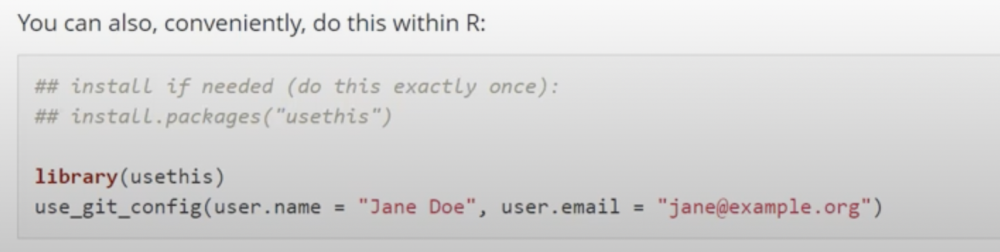 You can also, conveniently, do this within R:
## install if needed (do this exactly once):
## install.packages("usethis")
library(usethis)
use_git_config(user.name = "Jane Doe", user.email = "jane@example.org")